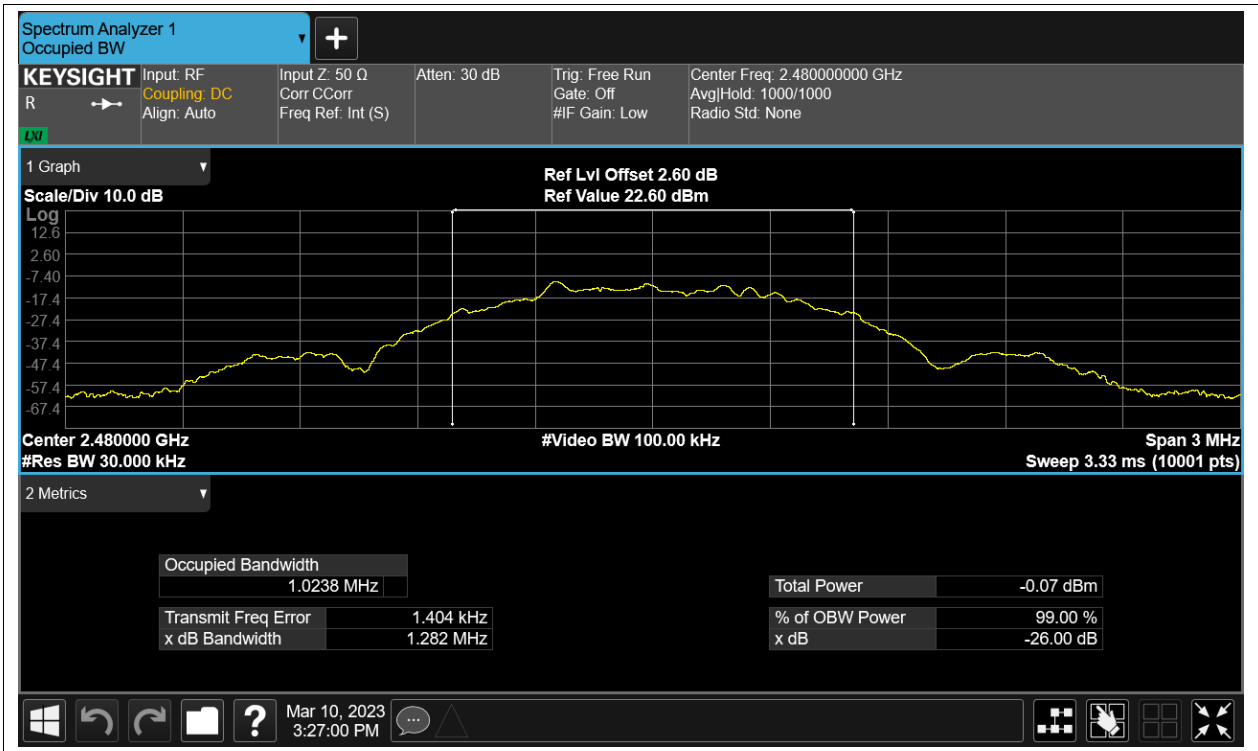 Spectrum Analyzer 1
Occupied BW
KEYSIGHT
R
LXI
Input: RF
Coupling: DC
Align: Auto
Input Z: 50 Ω
Corr CCorr
Freq Ref: Int (S)
Atten: 30 dB
Trig: Free Run
Gate: Off
#IF Gain: Low
Center Freq: 2.480000000 GHz
Avg|Hold: 1000/1000
Radio Std: None
1 Graph
Scale/Div 10.0 dB
Ref Lvl Offset 2.60 dB
Ref Value 22.60 dBm
Log
12.6
2.60
-7.40
-17.4
-27.4
-37.4
-47.4
-57.4
-67.4
Center 2.480000 GHz
#Res BW 30.000 kHz
#Video BW 100.00 kHz
Span 3 MHz
Sweep 3.33 ms (10001 pts)
2 Metrics
Occupied Bandwidth
1.0238 MHz
Transmit Freq Error 1.404 kHz
x dB Bandwidth 1.282 MHz
Total Power -0.07 dBm
% of OBW Power 99.00 %
x dB -26.00 dB
?
Mar 10, 2023
3:27:00 PM